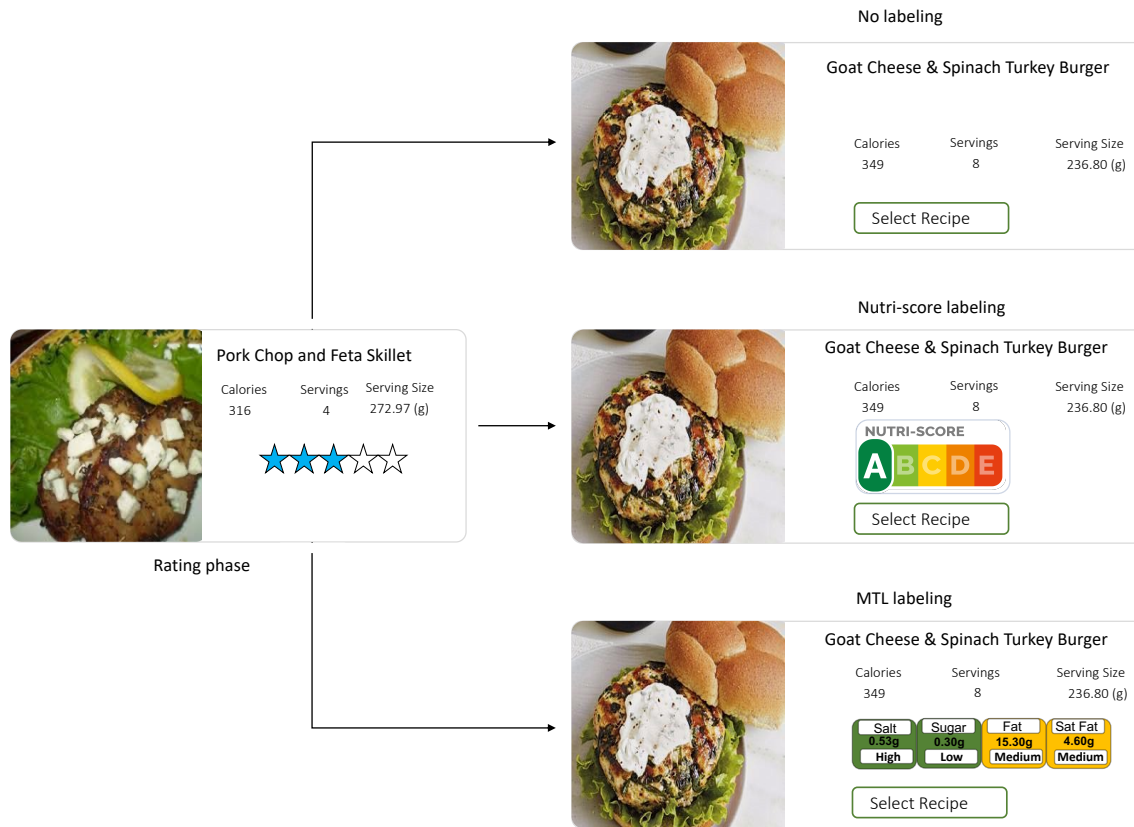 No labeling
Goat Cheese & Spinach Turkey Burger
Calories Servings Serving Size
349 8 236.80 (g)
Select Recipe
Pork Chop and Feta Skillet
Calories Servings Serving Size
316 4 272.97 (g)
Rating phase
Nutri-score labeling
Goat Cheese & Spinach Turkey Burger
Calories Servings Serving Size
349 8 236.80 (g)
NUTRI-SCORE
A B C D E
Select Recipe
MTL labeling
Goat Cheese & Spinach Turkey Burger
Calories Servings Serving Size
349 8 236.80 (g)
Salt Sugar Fat Sat Fat
0.53g 0.30g 15.30g 4.60g
High Low Medium Medium
Select Recipe